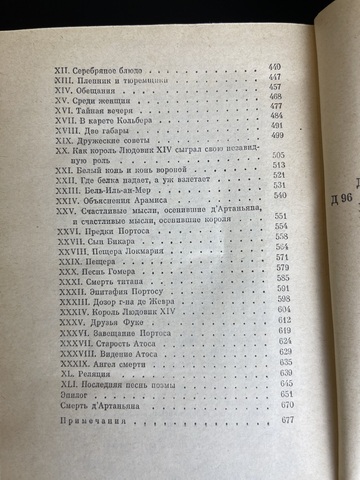 XII. Серебряное блюдо . . . . . . . . . . . . 440
XIII. Пленник и тюремщики . . . . . . . . . . . . 447
XIV. Обещания . . . . . . . . . . . . 457
XV. Среди женщин . . . . . . . . . . . . 468
XVI. Тайная вечеря . . . . . . . . . . . . 477
XVII. В карете Кольбера . . . . . . . . . . . . 484
XVIII. Две габары . . . . . . . . . . . . 491
XIX. Дружеские советы . . . . . . . . . . . . 499
XX. Как король Людовик XIV сыграл свою незавид-
ную роль . . . . . . . . . . . . 505
XXI. Белый конь и конь вороной . . . . . . . . . . . . 513
XXII. Где белка падает, а уж взлетает . . . . . . . . . . . . 521
XXIII. Бель-Иль-ан-Мер . . . . . . . . . . . . 531
XXIV. Объяснения Арамиса . . . . . . . . . . . . 540
XXV. Счастливые мысли, осенившие д'Артаньяна,
и счастливые мысли, осенившие короля . . . . . . . . . . . . 551
XXVI. Предки Портоса . . . . . . . . . . . . 554
XXVII. Сын Бикара . . . . . . . . . . . . 558
XXVIII. Пещера Локмария . . . . . . . . . . . . 564
XXIX. Пещера . . . . . . . . . . . . 571
XXX. Песнь Гомера . . . . . . . . . . . . 579
XXXI. Смерть титана . . . . . . . . . . . . 585
XXXII. Эпитафия Портосу . . . . . . . . . . . . 591
XXXIII. Дозор г-на де Жевра . . . . . . . . . . . . 598
XXXIV. Король Людовик XIV . . . . . . . . . . . . 604
XXXV. Друзья Фуке . . . . . . . . . . . . 612
XXXVI. Завещание Портоса . . . . . . . . . . . . 619
XXXVII. Старость Атоса . . . . . . . . . . . . 624
XXXVIII. Видение Атоса . . . . . . . . . . . . 629
XXXIX. Ангел смерти . . . . . . . . . . . . 635
XL. Реляция . . . . . . . . . . . . 639
XLI. Последняя песнь поэмы . . . . . . . . . . . . 645
Эпилог . . . . . . . . . . . . 651
Смерть д'Артаньяна . . . . . . . . . . . . 670
Примечания . . . . . . . . . . . . 677
Д 96